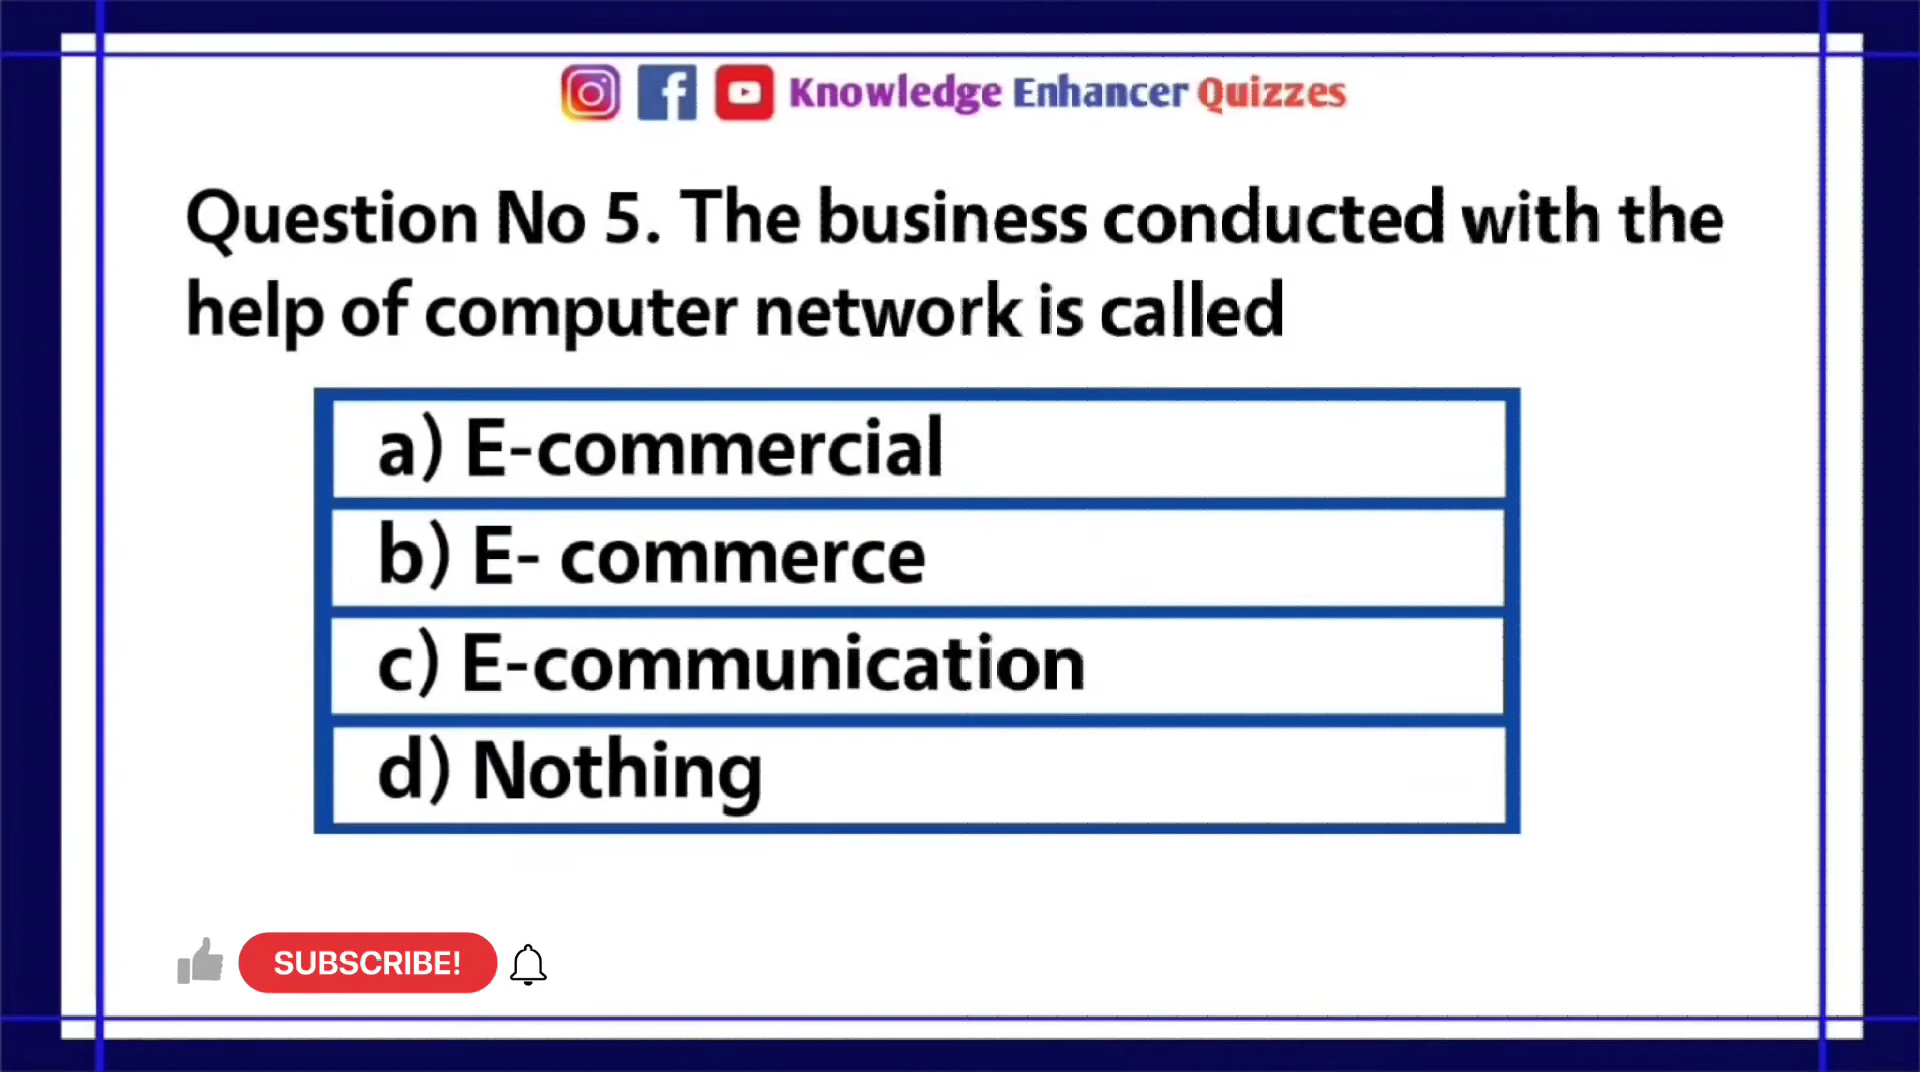 Knowledge Enhancer Quizzes
Question No 5. The business conducted with the
help of computer network is called
a) E-commercial
b) E- commerce
c) E-communication
d) Nothing
SUBSCRIBE!